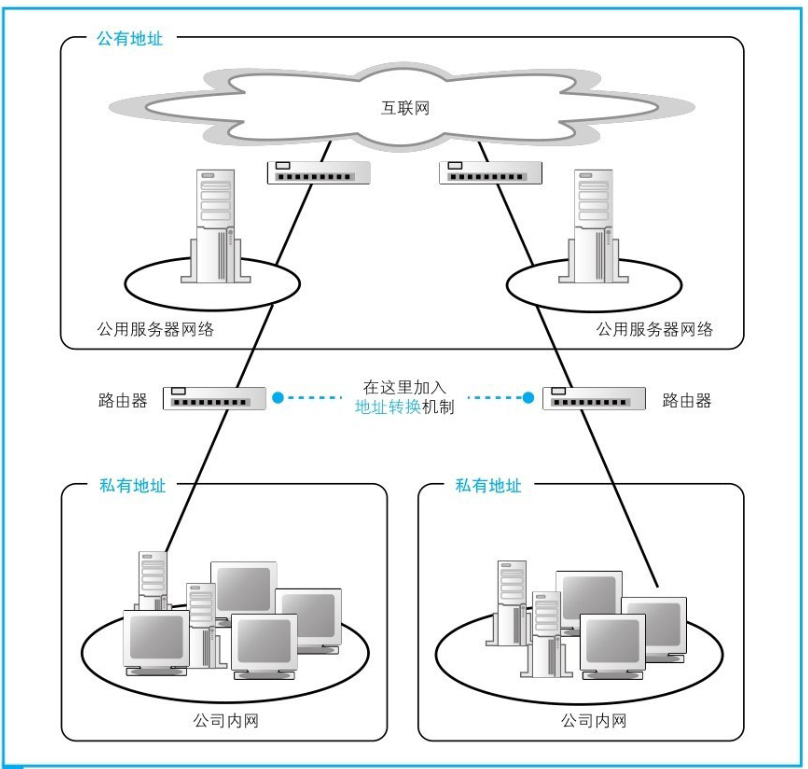 公有地址
互联网
公用服务器网络
公用服务器网络
路由器
在这里加入
地址转换机制
路由器
私有地址
私有地址
公司内网
公司内网